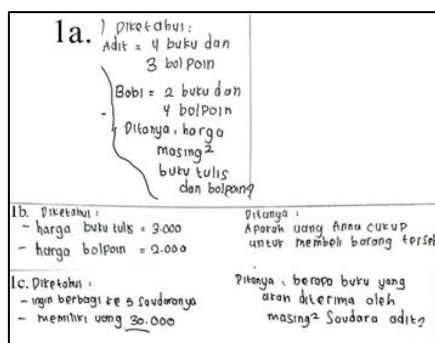 1a. ) Diketahui :
Adit = 4 buku dan
3 bolpoin
Bobi = 2 buku dan
4 bolpoin
Ditanya. harga
masing²
buku tulis
dan bolpoin?
1b. Diketahui :
- harga buku tulis = 3.000
- harga bolpoin = 2.000
Ditanya :
Apakah uang Anna cukup
untuk membeli barang terse
1c. Diketahui :
- ingin berbagi ke 5 saudaranya
- memiliki uang 30.000
Ditanya : berapa buku yang
akan diterima oleh
masing² Saudara adit?